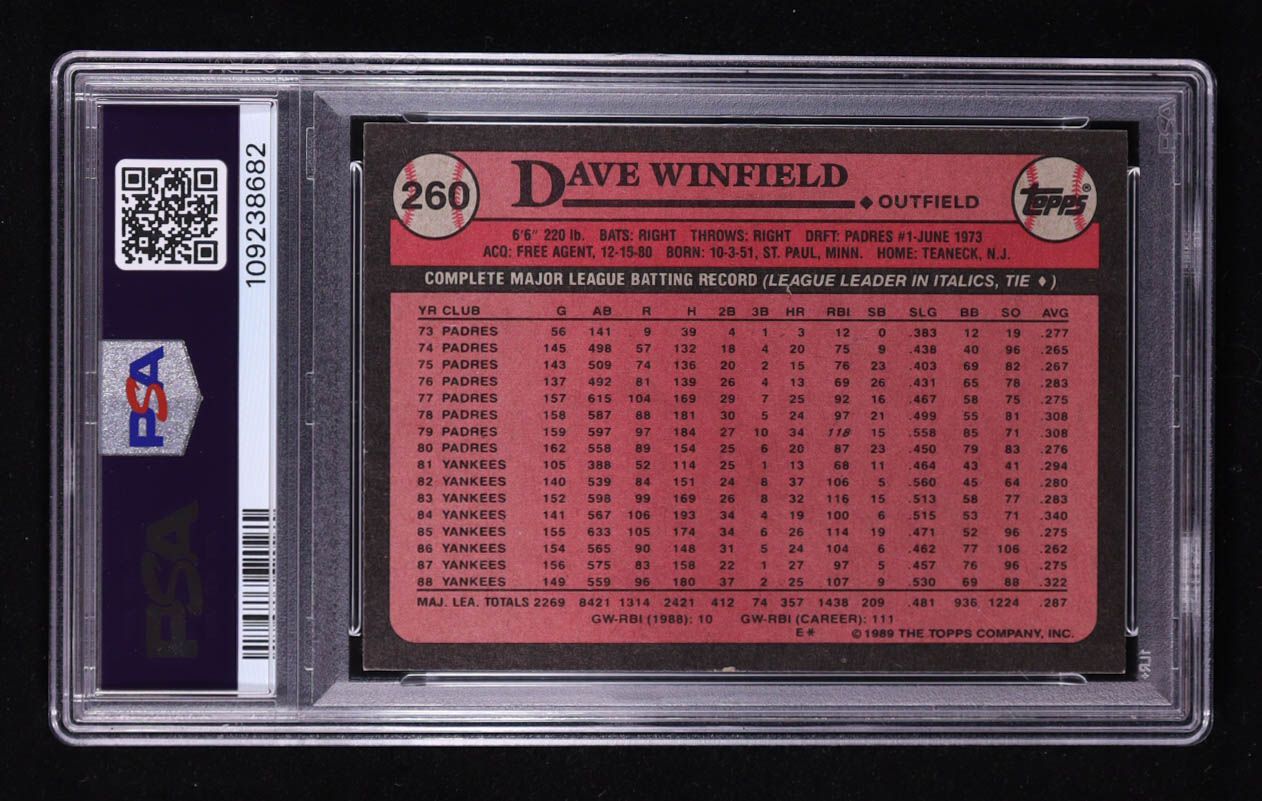 109238682
PSA
PSA
260
DAVE WINFIELD
♦ OUTFIELD
Topps®
6'6" 220 lb. BATS: RIGHT THROWS: RIGHT DRFT: PADRES #1-JUNE 1973
ACQ: FREE AGENT, 12-15-80 BORN: 10-3-51, ST. PAUL, MINN. HOME: TEANECK, N.J.
COMPLETE MAJOR LEAGUE BATTING RECORD (LEAGUE LEADER IN ITALICS, TIE ♦)
YR CLUB G AB R H 2B 3B HR RBI SB SLG BB SO AVG
73 PADRES 56 141 9 39 4 1 3 12 0 .383 12 19 .277
74 PADRES 145 498 57 132 18 4 20 75 9 .438 40 96 .265
75 PADRES 143 509 74 136 20 2 15 76 23 .403 69 82 .267
76 PADRES 137 492 81 139 26 4 13 69 26 .431 65 78 .283
77 PADRES 157 615 104 169 29 7 25 92 16 .467 58 75 .275
78 PADRES 158 587 88 181 30 5 24 97 21 .499 55 81 .308
79 PADRES 159 597 97 184 27 10 34 118 15 .558 85 71 .308
80 PADRES 162 558 89 154 25 6 20 87 23 .450 79 83 .276
81 YANKEES 105 388 52 114 25 1 13 68 11 .464 43 41 .294
82 YANKEES 140 539 84 151 24 8 37 106 5 .560 45 64 .280
83 YANKEES 152 598 99 169 26 8 32 116 15 .513 58 77 .283
84 YANKEES 141 567 106 193 34 4 19 100 6 .515 53 71 .340
85 YANKEES 155 633 105 174 34 6 26 114 19 .471 52 96 .275
86 YANKEES 154 565 90 148 31 5 24 104 6 .462 77 106 .262
87 YANKEES 156 575 83 158 22 1 27 97 5 .457 76 96 .275
88 YANKEES 149 559 96 180 37 2 25 107 9 .530 69 88 .322
MAJ. LEA. TOTALS 2269 8421 1314 2421 412 74 357 1438 209 .481 936 1224 .287
GW-RBI (1988): 10 GW-RBI (CAREER): 111
E* © 1989 THE TOPPS COMPANY, INC.
PSA